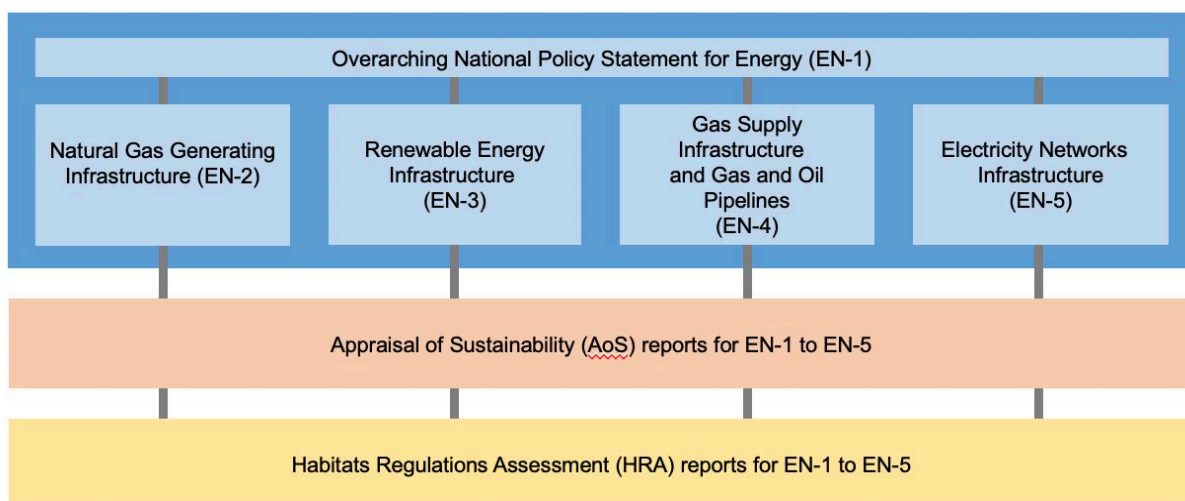 Overarching National Policy Statement for Energy (EN-1)
Natural Gas Generating
Infrastructure (EN-2)
Renewable Energy
Infrastructure
(EN-3)
Gas Supply
Infrastructure
and Gas and Oil
Pipelines
(EN-4)
Electricity Networks
Infrastructure
(EN-5)
Appraisal of Sustainability (AoS) reports for EN-1 to EN-5
Habitats Regulations Assessment (HRA) reports for EN-1 to EN-5